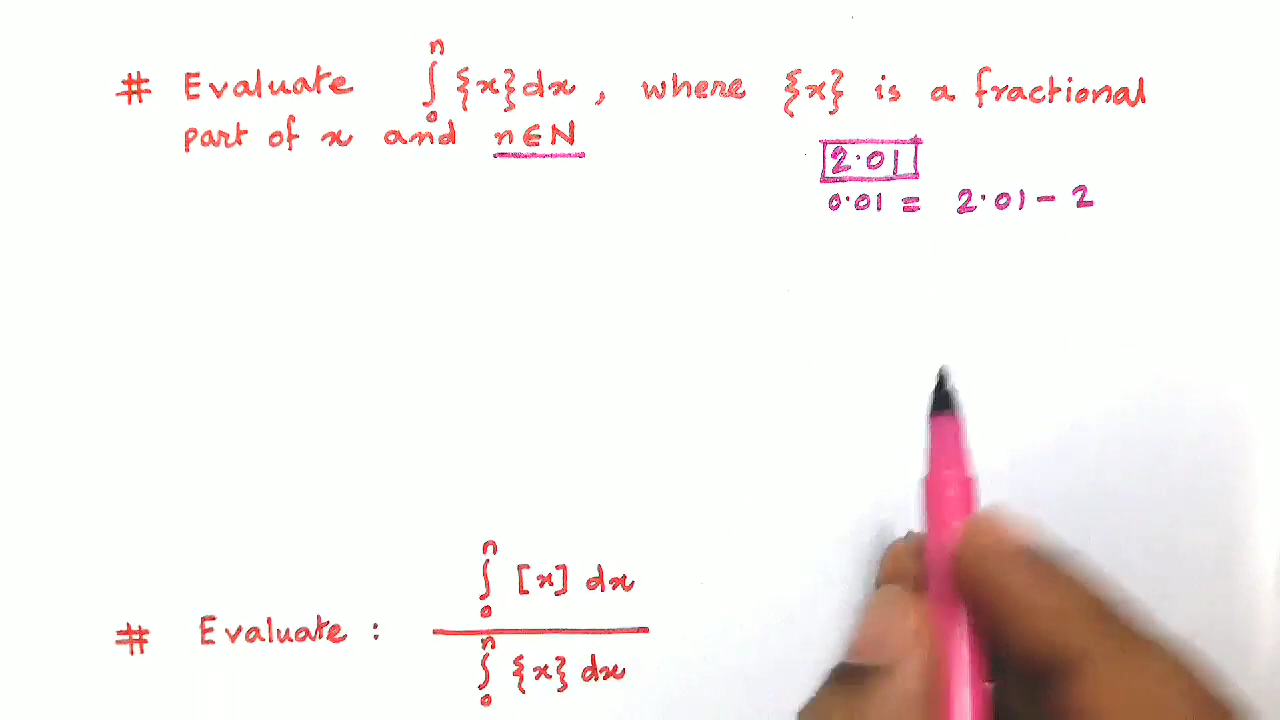 # Evaluate ∫₀ⁿ {x}dx, where {x} is a fractional
part of x and n∈N
2.01
0.01 = 2.01 - 2
# Evaluate : ∫₀ⁿ [x] dx / ∫₀ⁿ {x} dx